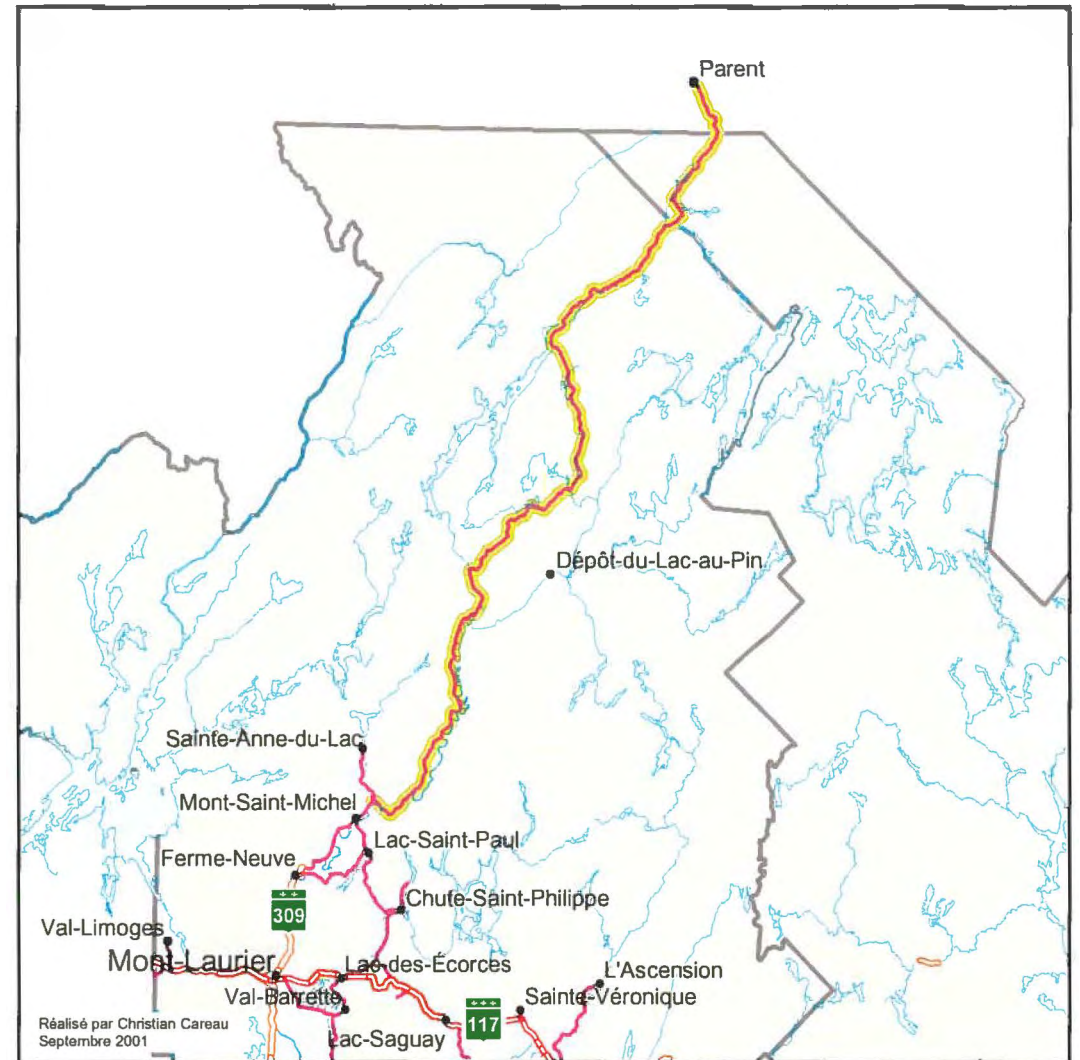 Parent
Dépôt-du-Lac-au-Pin
Sainte-Anne-du-Lac
Mont-Saint-Michel
Lac-Saint-Paul
Ferme-Neuve
309
Chute-Saint-Philippe
Val-Limoges
Mont-Laurier
Lac-des-Écorces
L'Ascension
Val-Barrette
Sainte-Véronique
117
Lac-Saguay
Réalisé par Christian Careau
Septembre 2001